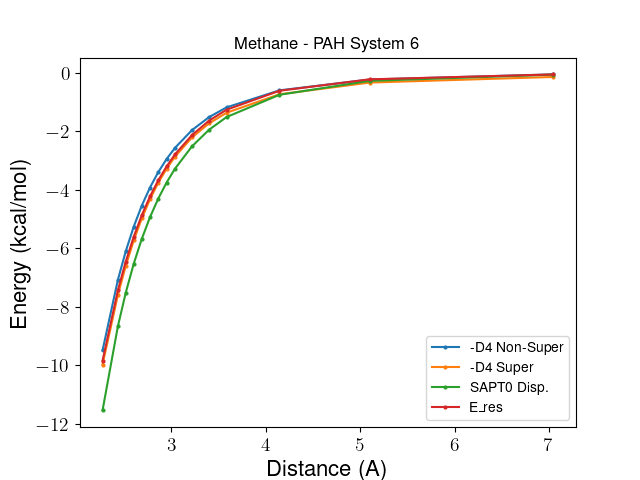 Methane - PAH System 6
Energy (kcal/mol)
0
−2
−4
−6
−8
−10
−12
3
4
5
6
7
Distance (A)
-D4 Non-Super
-D4 Super
SAPT0 Disp.
E_res